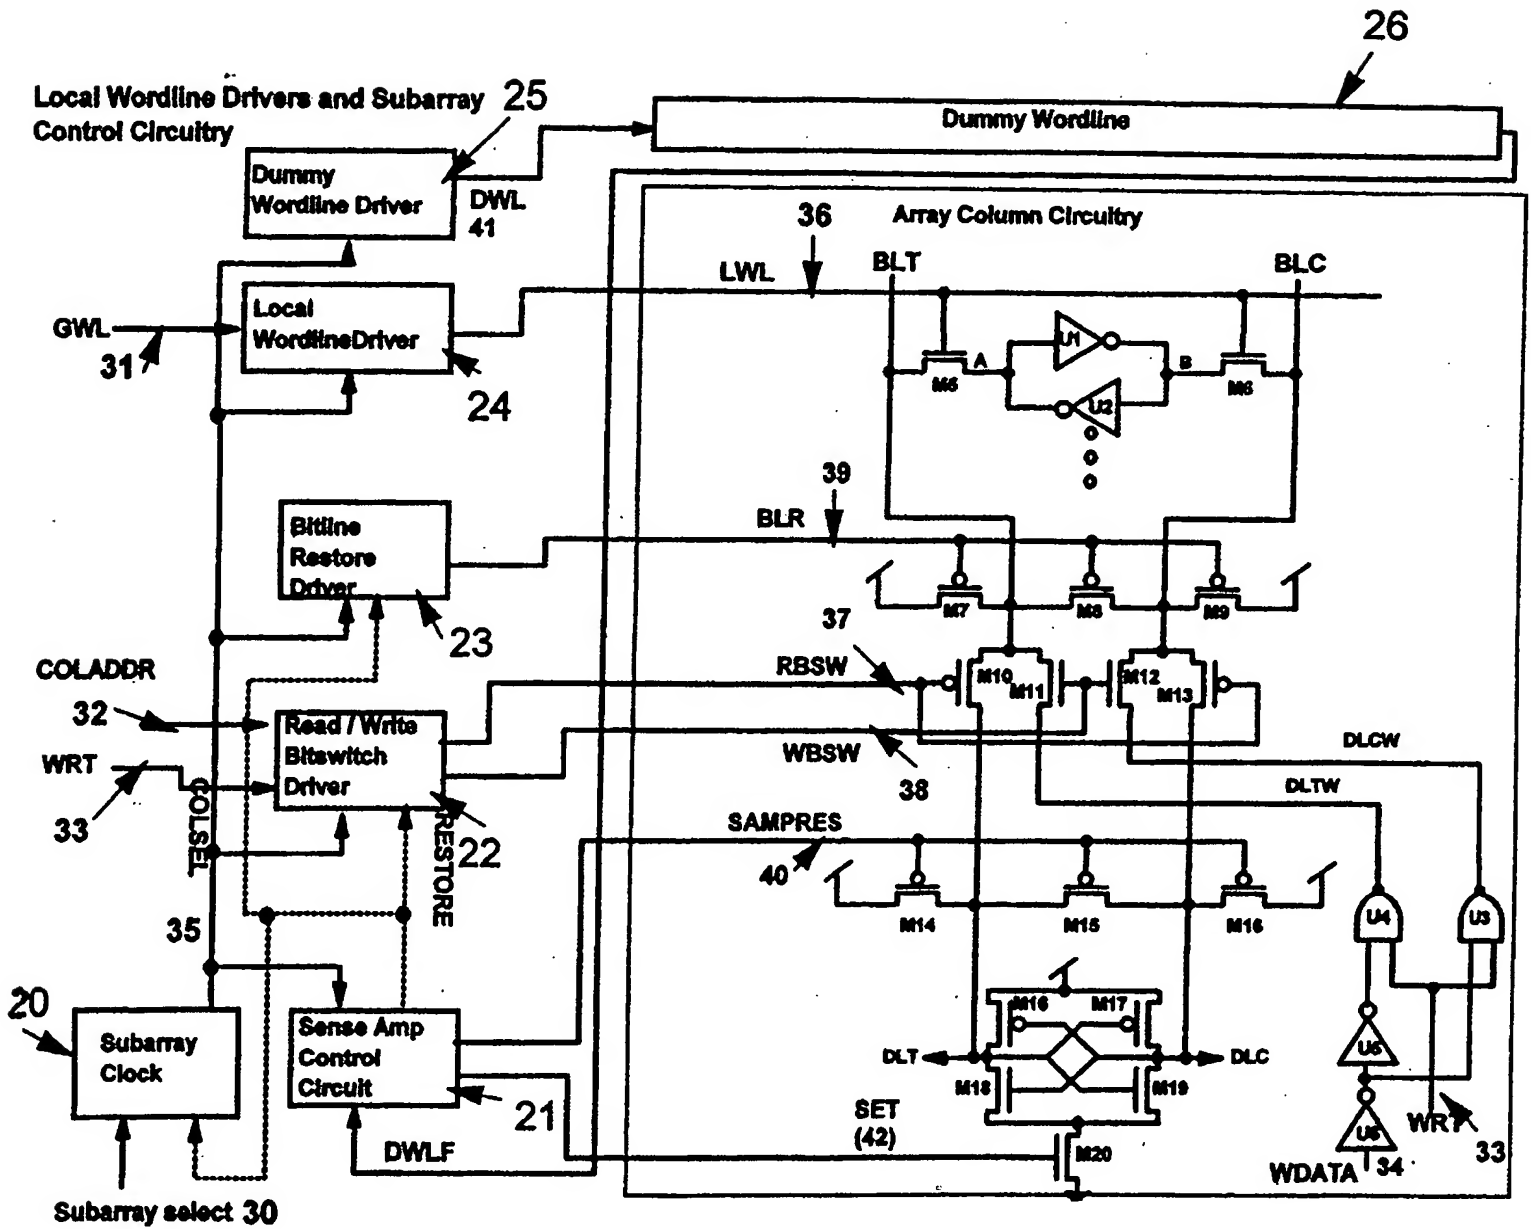 26
Local Wordline Drivers and Subarray
Control Circuitry
25
Dummy Wordline
Dummy
Wordline Driver
DWL
41
Array Column Circuitry
36
LWL
BLT
BLC
GWL
31
Local
WordlineDriver
24
U1
U2
M5
A
B
M6
39
BLR
Bitline
Restore
Driver
23
M7
M8
M9
37
COLADDR
32
RBSW
M10
M11
M12
M13
WRT
33
Read / Write
Bitswitch
Driver
22
WBSW
38
DLCW
DLTW
COLSEL
RESTORE
SAMPRES
40
M14
M15
M16
U4
U3
35
20
Subarray
Clock
Sense Amp
Control
Circuit
21
M16
M17
DLT
DLC
M18
M19
U5
SET
(42)
M20
U6
WRT
33
WDATA
34
DWLF
Subarray select 30